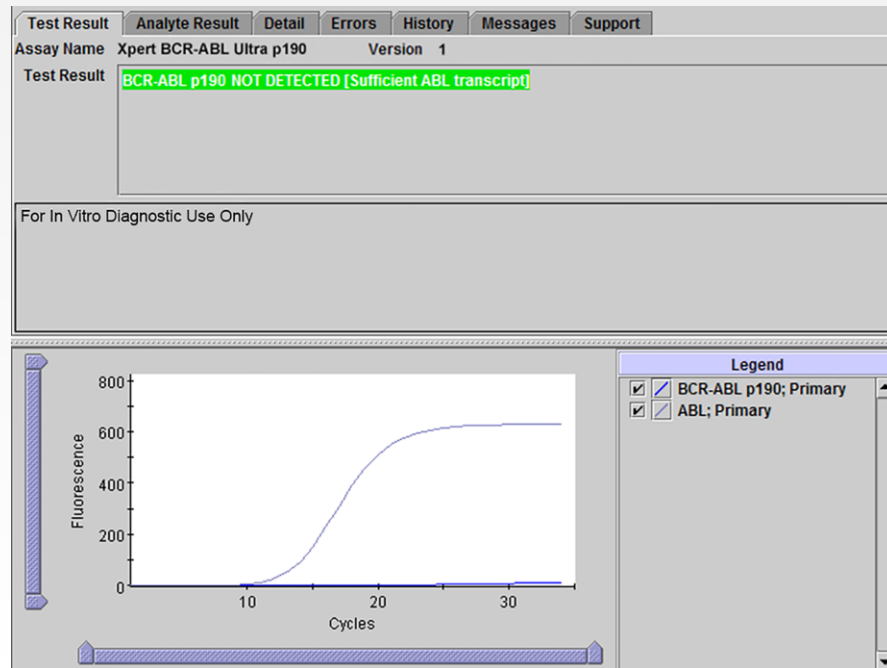 Test Result Analyte Result Detail Errors History Messages Support
Assay Name Xpert BCR-ABL Ultra p190 Version 1
Test Result BCR-ABL p190 NOT DETECTED [Sufficient ABL transcript]
For In Vitro Diagnostic Use Only
800
600
400
200
0
Fluorescence
10 20 30
Cycles
Legend
BCR-ABL p190; Primary
ABL; Primary